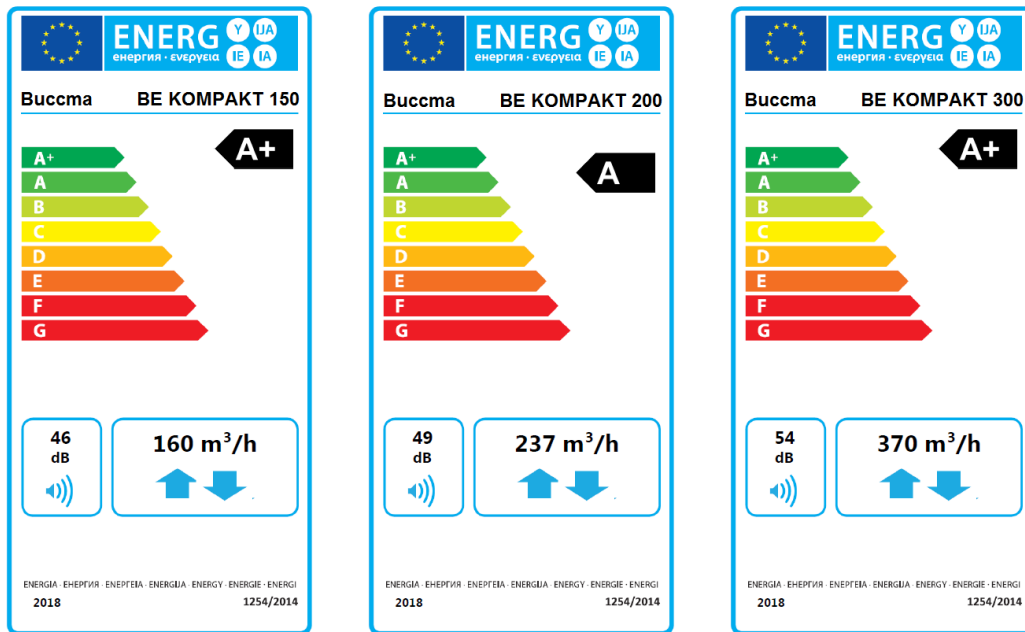 ENERG Y IJA
енергия · ενεργεια IE IA
Buccma BE KOMPAKT 150
A+
A+
A
B
C
D
E
F
G
46
dB
160 m³/h
ENERGIA · ЕНЕРГИЯ · ΕΝΕΡΓΕΙΑ · ENERGIJA · ENERGY · ENERGIE · ENERGI
2018 1254/2014
ENERG Y IJA
енергия · ενεργεια IE IA
Buccma BE KOMPAKT 200
A+
A
A
B
C
D
E
F
G
49
dB
237 m³/h
ENERGIA · ЕНЕРГИЯ · ΕΝΕΡΓΕΙΑ · ENERGIJA · ENERGY · ENERGIE · ENERGI
2018 1254/2014
ENERG Y IJA
енергия · ενεργεια IE IA
Buccma BE KOMPAKT 300
A+
A+
A
B
C
D
E
F
G
54
dB
370 m³/h
ENERGIA · ЕНЕРГИЯ · ΕΝΕΡΓΕΙΑ · ENERGIJA · ENERGY · ENERGIE · ENERGI
2018 1254/2014